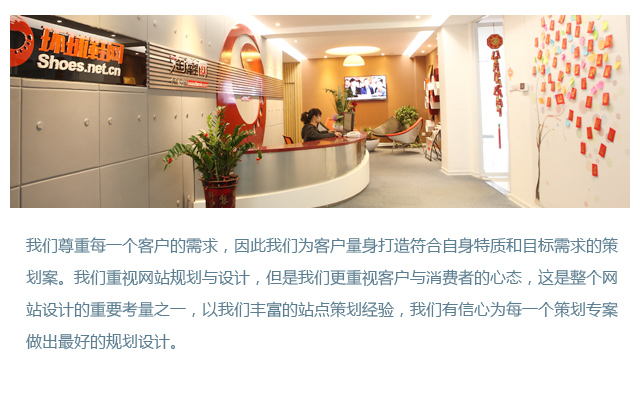 环球鞋网
Shoes.net.cn
我们尊重每一个客户的需求，因此我们为客户量身打造符合自身特质和目标需求的策
划案。我们重视网站规划与设计，但是我们更重视客户与消费者的心态，这是整个网
站设计的重要考量之一，以我们丰富的站点策划经验，我们有信心为每一个策划专案
做出最好的规划设计。